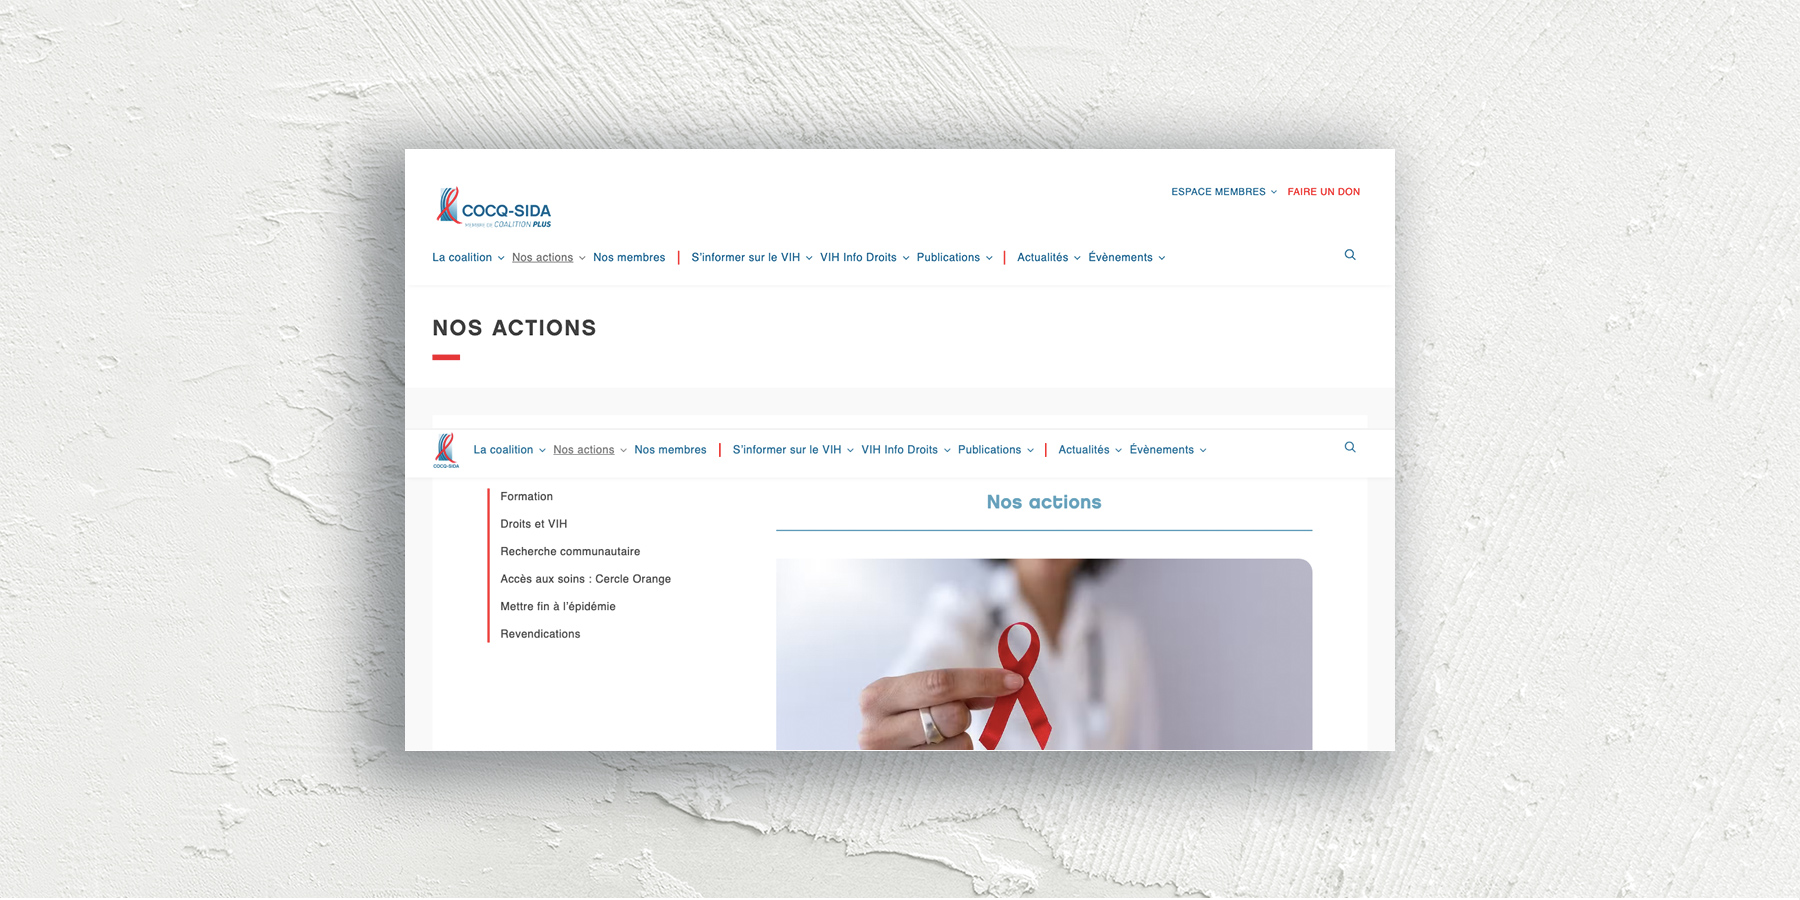 COCQ-SIDA
MEMBRE DE COALITION PLUS
ESPACE MEMBRES FAIRE UN DON
La coalition Nos actions Nos membres S'informer sur le VIH VIH Info Droits Publications Actualités Évènements
NOS ACTIONS
COCQ-SIDA
La coalition Nos actions Nos membres S'informer sur le VIH VIH Info Droits Publications Actualités Évènements
Formation
Droits et VIH
Recherche communautaire
Accès aux soins : Cercle Orange
Mettre fin à l'épidémie
Revendications
Nos actions